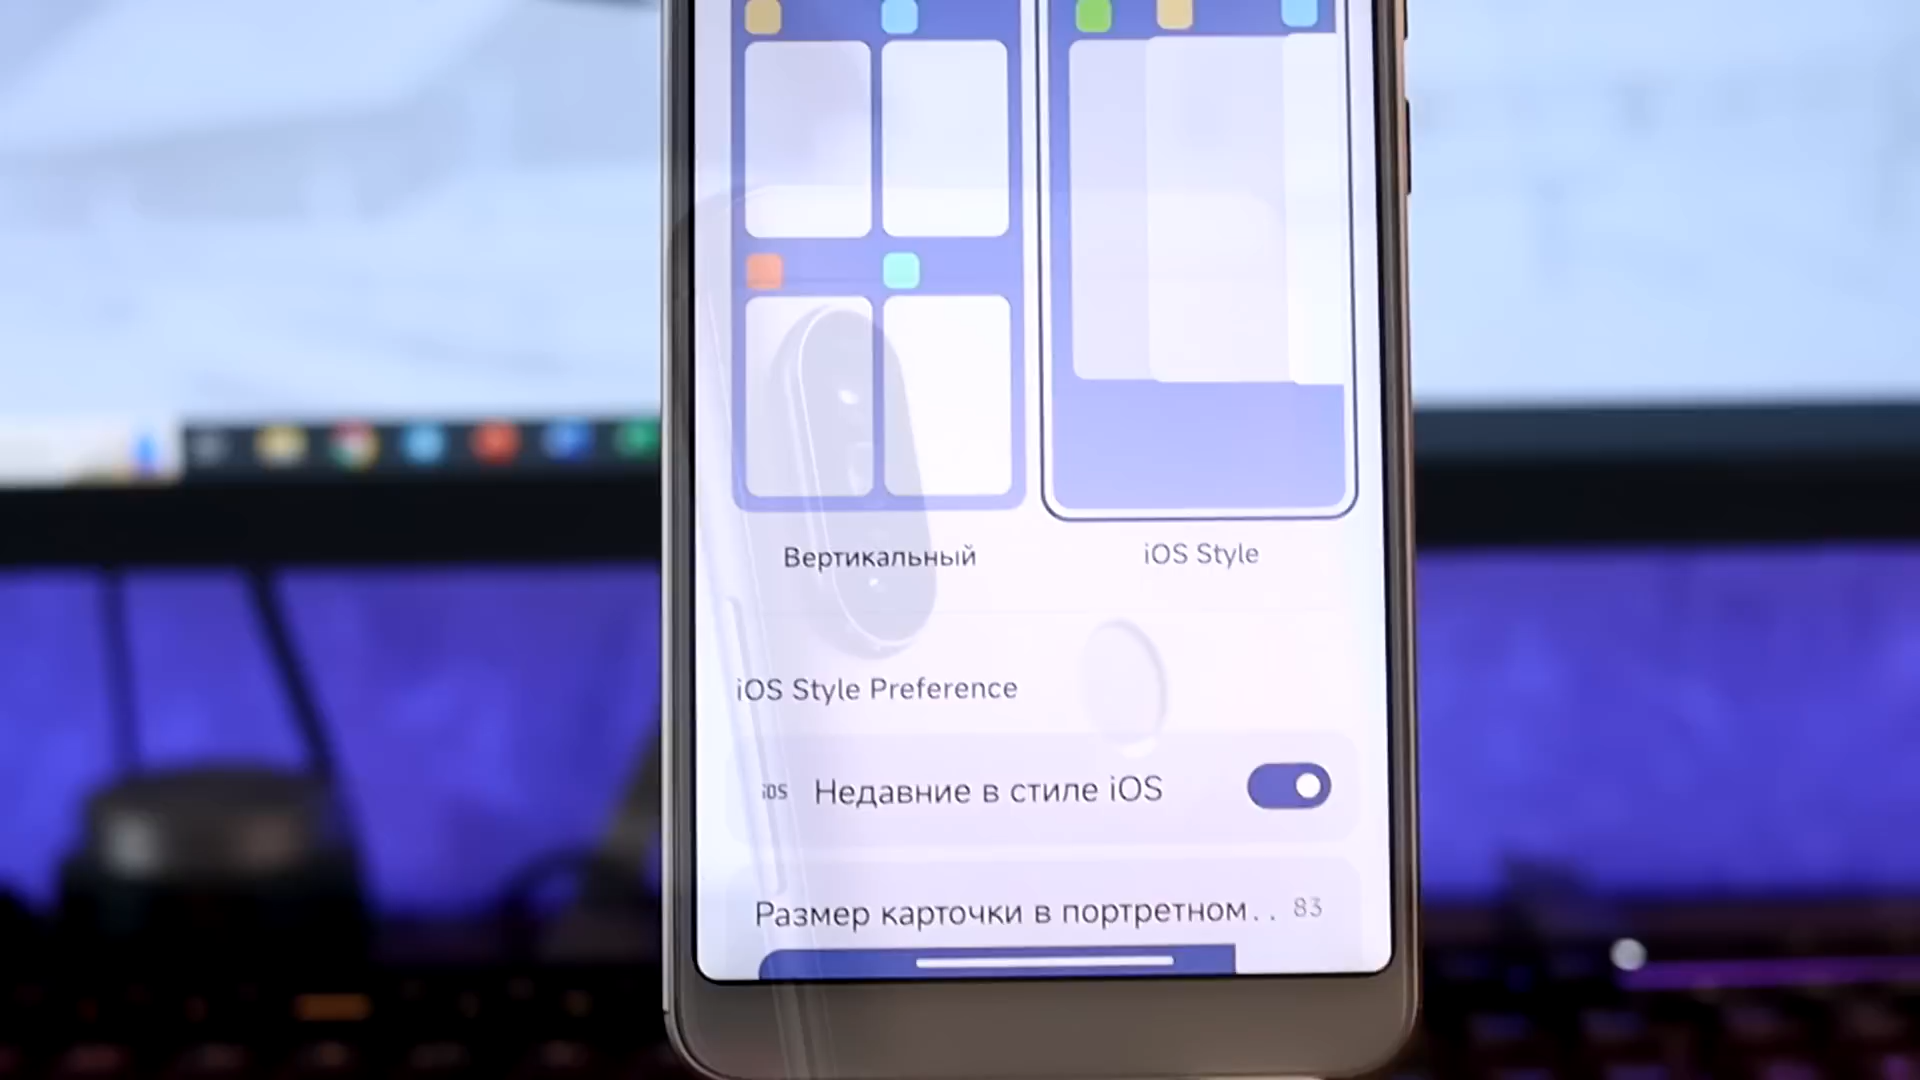 Вертикальный
iOS Style
iOS Style Preference
iOS Недавние в стиле iOS
Размер карточки в портретном.. 83